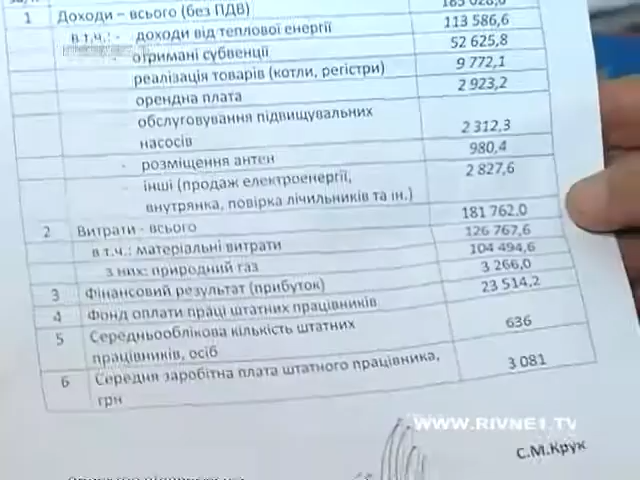 1 Доходи – всього (без ПДВ) 185 028,0
в т.ч.: - доходи від теплової енергії 113 586,6
отримані субвенції 52 625,8
реалізація товарів (котли, регістри) 9 772,1
орендна плата 2 923,2
обслуговування підвищувальних
насосів 2 312,3
- розміщення антен 980,4
- інші (продаж електроенергії, 2 827,6
внутрянка, повірка лічильників та ін.)
2 Витрати - всього 181 762,0
в т.ч.: матеріальні витрати 126 767,6
з них: природний газ 104 494,6
3 Фінансовий результат (прибуток) 3 266,0
4 Фонд оплати праці штатних працівників 23 514,2
5 Середньооблікова кількість штатних
працівників, осіб 636
6 Середня заробітна плата штатного працівника,
грн 3 081
WWW.RIVNE1.TV
С.М.Крук